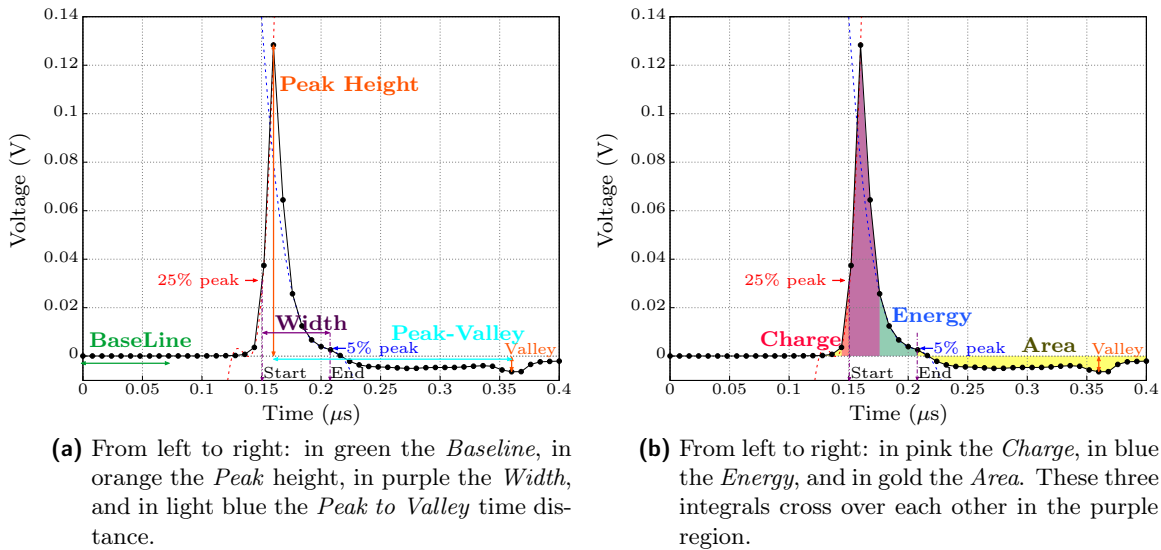 0.14
0.12
0.1
0.08
0.06
0.04
0.02
0
Voltage (V)
Peak Height
25% peak
Width
BaseLine
Peak-Valley
5% peak
Valley
Start
End
0
0.05
0.1
0.15
0.2
0.25
0.3
0.35
0.4
Time (μs)
(a) From left to right: in green the Baseline, in
orange the Peak height, in purple the Width,
and in light blue the Peak to Valley time dis-
tance.
0.14
0.12
0.1
0.08
0.06
0.04
0.02
0
Voltage (V)
25% peak
Energy
Charge
5% peak
Area
Valley
Start
End
0
0.05
0.1
0.15
0.2
0.25
0.3
0.35
0.4
Time (μs)
(b) From left to right: in pink the Charge, in blue
the Energy, and in gold the Area. These three
integrals cross over each other in the purple
region.